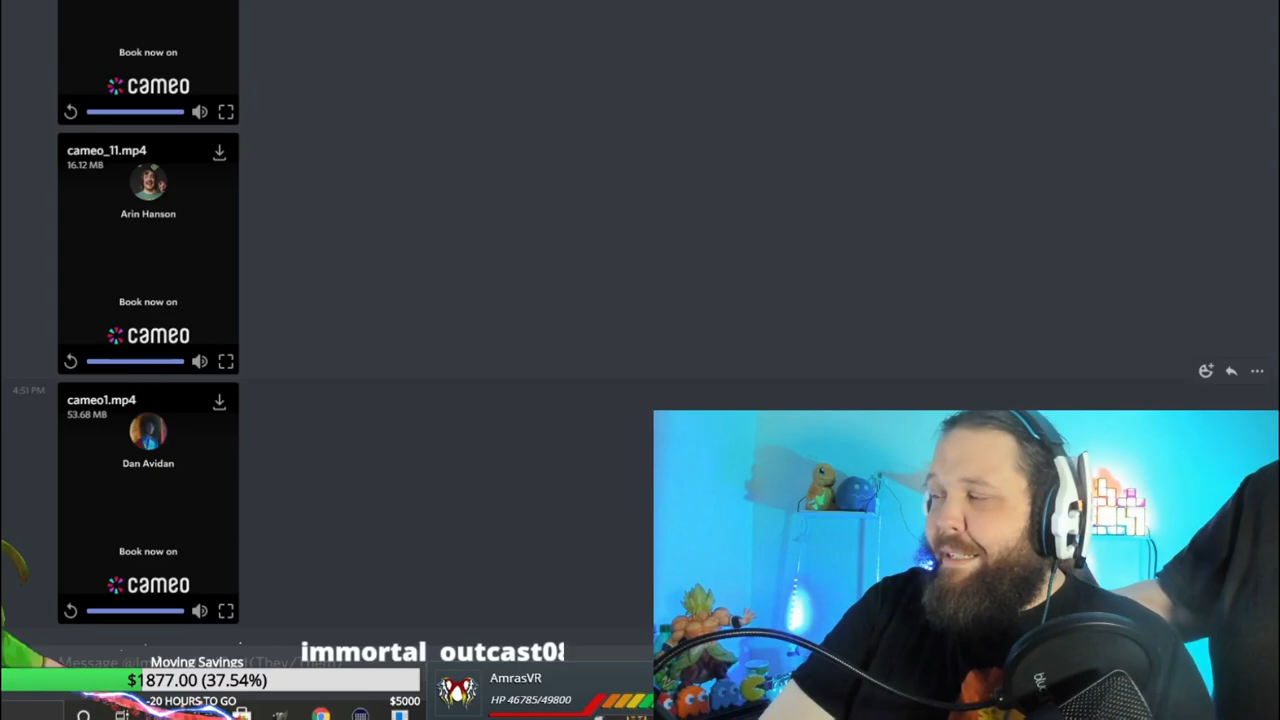 Book now on
cameo
cameo_11.mp4
16.12 MB
Arin Hanson
Book now on
cameo
4:51 PM
cameo1.mp4
53.68 MB
Dan Avidan
Book now on
cameo
immortal_outcast08
Moving Savings
$1877.00 (37.54%)
-20 HOURS TO GO
$5000
AmrasVR
HP 46785/49800
blu